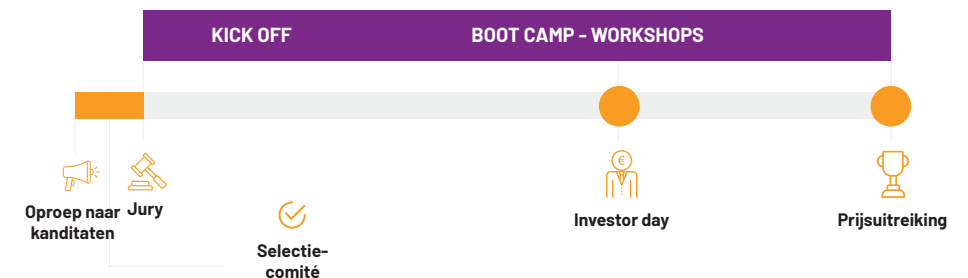 KICK OFF
BOOT CAMP - WORKSHOPS
€
Oproep naar
kanditaten
Jury
Selectie-
comité
Investor day
Prijsuitreiking